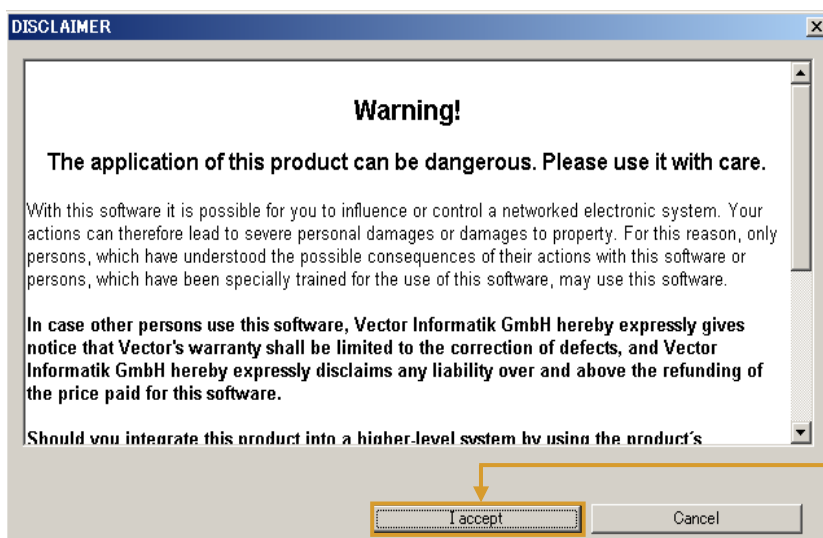 DISCLAIMER
Warning!
The application of this product can be dangerous. Please use it with care.
With this software it is possible for you to influence or control a networked electronic system. Your
actions can therefore lead to severe personal damages or damages to property. For this reason, only
persons, which have understood the possible consequences of their actions with this software or
persons, which have been specially trained for the use of this software, may use this software.
In case other persons use this software, Vector Informatik GmbH hereby expressly gives
notice that Vector's warranty shall be limited to the correction of defects, and Vector
Informatik GmbH hereby expressly disclaims any liability over and above the refunding of
the price paid for this software.
Should you integrate this product into a higher-level system by using the product´s
I accept
Cancel